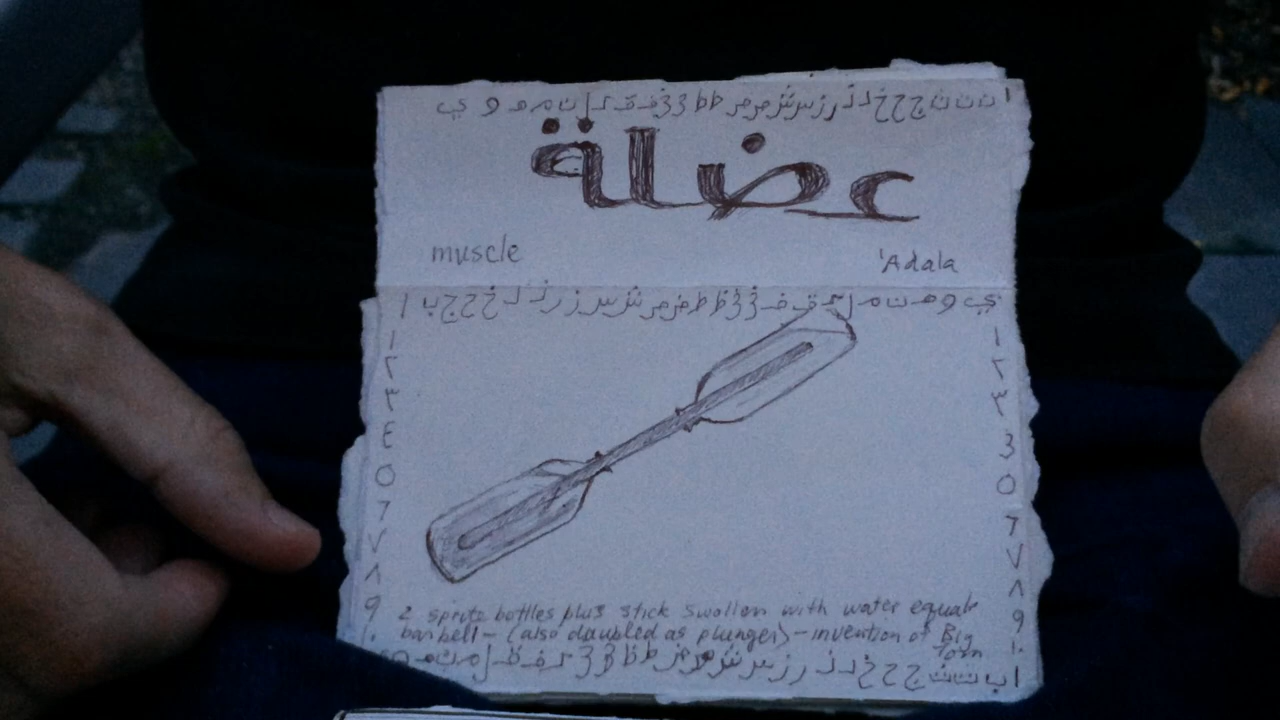 ا ب ت ث ج ح خ د ذ ر ز س ش ص ض ط ظ ع غ ف ق ك ل ن م ه و ي
عضلة
muscle 'Adala
ا ب ج ح خ د ذ ر ز س ش ص ض ط ظ ع غ ف ق ك ل م ن ه و ي
١ ١
٢ ٢
٣ ٣
٤ ٤
٥ ٥
٦ ٦
٧ ٧
٨ ٨
٩ ٩
١٠
2 sprite bottles plus stick swollen with water equals
barbell – (also doubled as plunger) – invention of Big
Tom
ا ب ت ث ج ح خ د ذ ر ز س ش ص ض ط ظ ع غ ف ق ك ل م ن ه